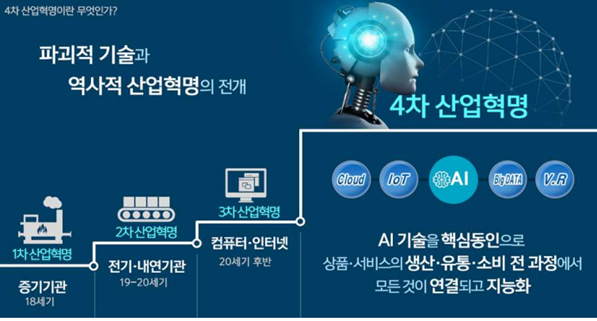 4차 산업혁명이란 무엇인가?
파괴적 기술과
역사적 산업혁명의 전개
4차 산업혁명
Cloud
IoT
AI
Big DATA
V.R
AI 기술을 핵심동인으로
상품·서비스의 생산·유통·소비 전 과정에서
모든 것이 연결되고 지능화
3차 산업혁명
컴퓨터·인터넷
20세기 후반
2차 산업혁명
전기·내연기관
19~20세기
1차 산업혁명
증기기관
18세기